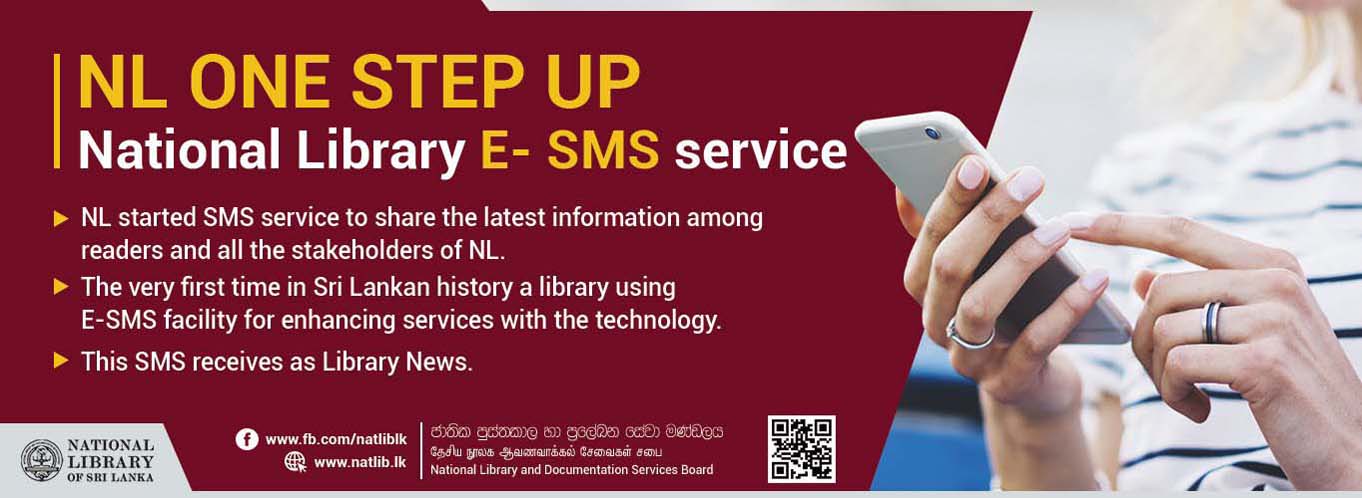 NL ONE STEP UP
National Library E- SMS service
NL started SMS service to share the latest information among
readers and all the stakeholders of NL.
The very first time in Sri Lankan history a library using
E-SMS facility for enhancing services with the technology.
This SMS receives as Library News.
NATIONAL
LIBRARY
OF SRI LANKA
www.fb.com/natliblk
www.natlib.lk
ජාතික පුස්තකාල හා ප්‍රලේඛන සේවා මණ්ඩලය
தேசிய நூலக ஆவணவாக்கல் சேவைகள் சபை
National Library and Documentation Services Board